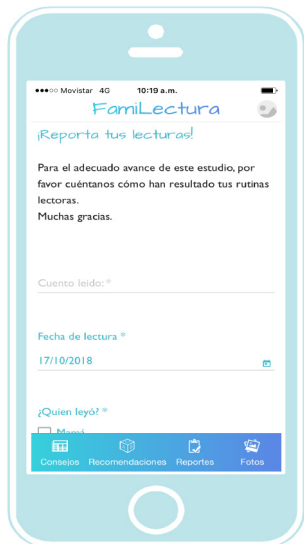 Movistar 4G 10:19 a.m.
FamiLectura
¡Reporta tus lecturas!
Para el adecuado avance de este estudio, por
favor cuéntanos cómo han resultado tus rutinas
lectoras.
Muchas gracias.
Cuento leido: *
Fecha de lectura *
17/10/2018
¿Quien leyó? *
Mamá
Consejos Recomendaciones Reportes Fotos